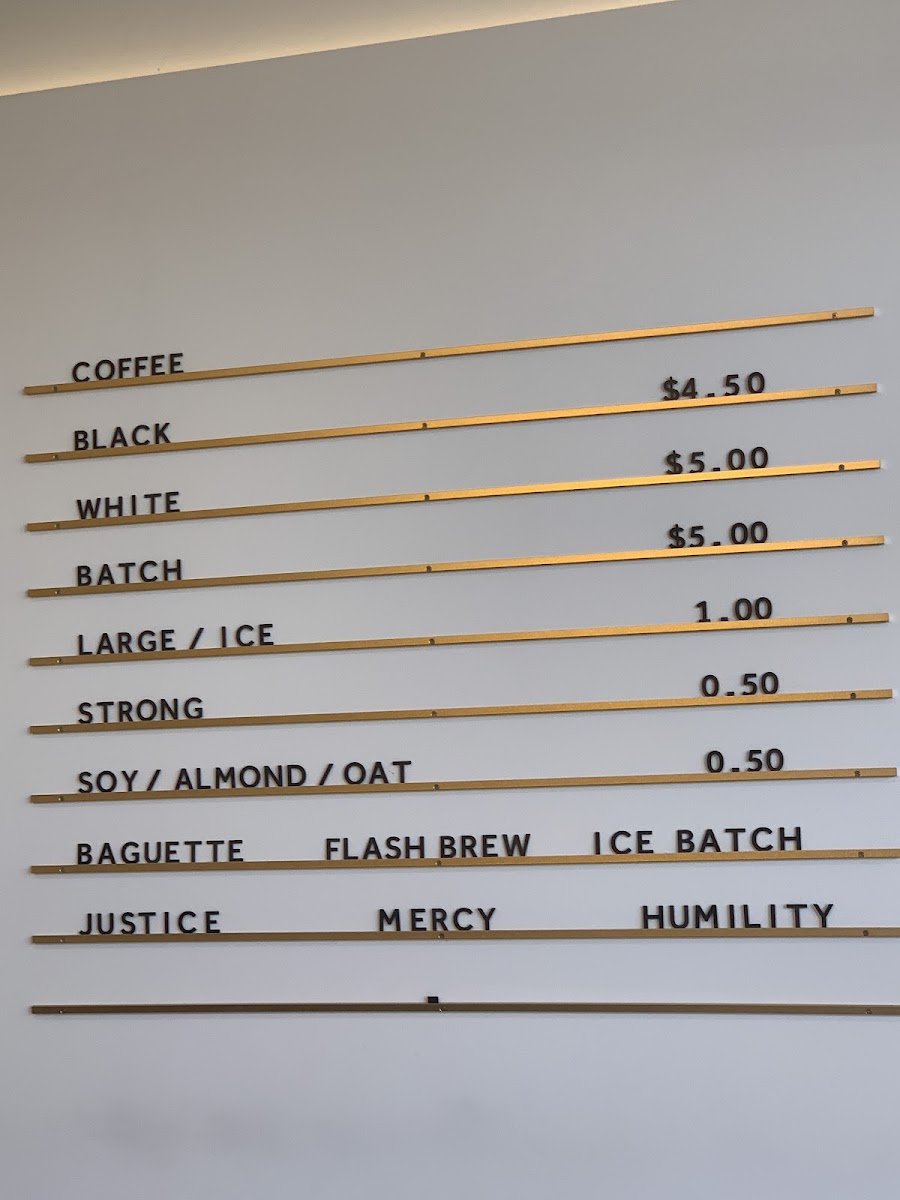 COFFEE
BLACK $4.50
WHITE $5.00
BATCH $5.00
LARGE / ICE 1.00
STRONG 0.50
SOY / ALMOND / OAT 0.50
BAGUETTE FLASH BREW ICE BATCH
JUSTICE MERCY HUMILITY